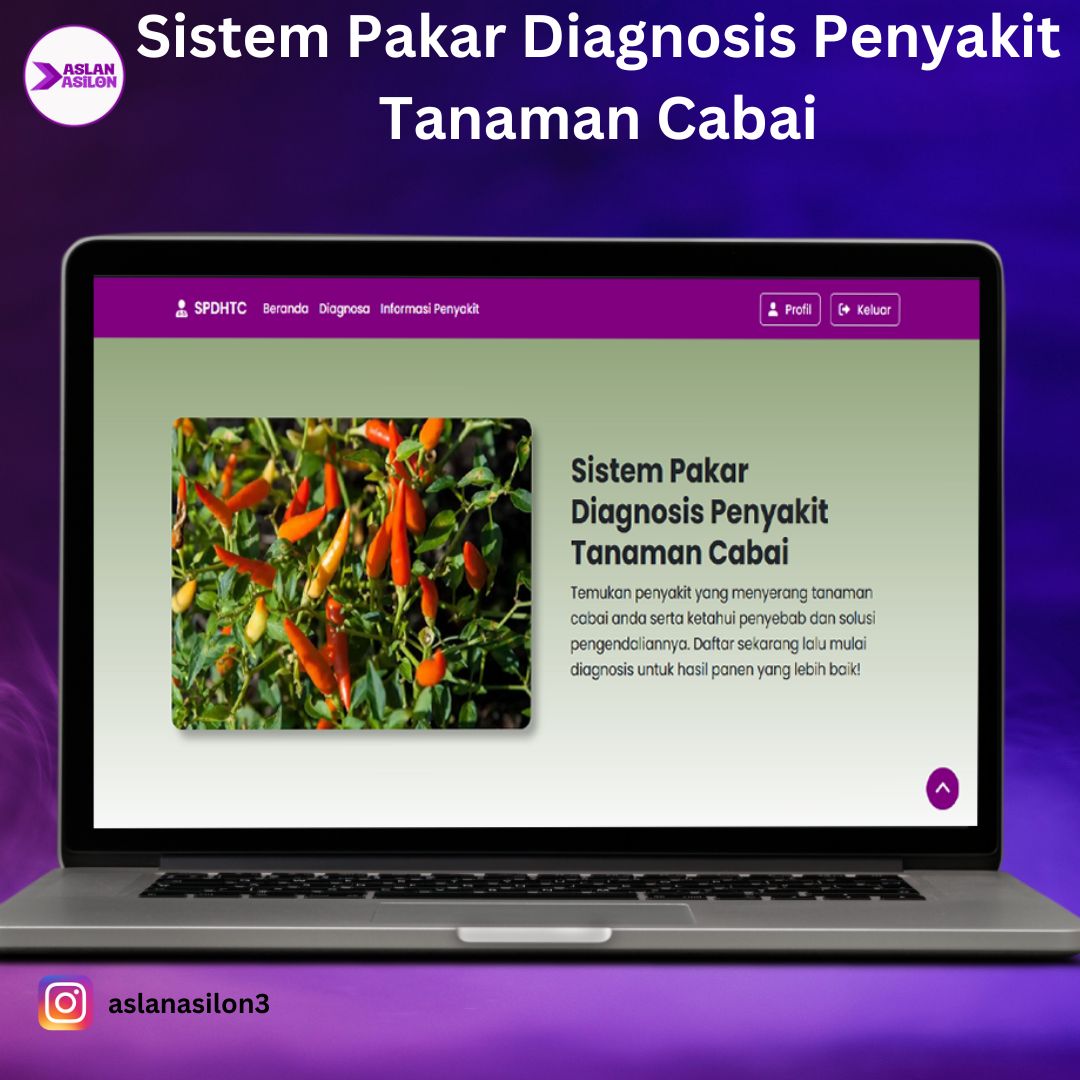 Sistem Pakar Diagnosis Penyakit
Tanaman Cabai
ASLAN
ASILON
SPDHTC Beranda Diagnosa Informasi Penyakit Profil Keluar
Sistem Pakar
Diagnosis Penyakit
Tanaman Cabai
Temukan penyakit yang menyerang tanaman
cabai anda serta ketahui penyebab dan solusi
pengendaliannya. Daftar sekarang lalu mulai
diagnosis untuk hasil panen yang lebih baik!
aslanasilon3